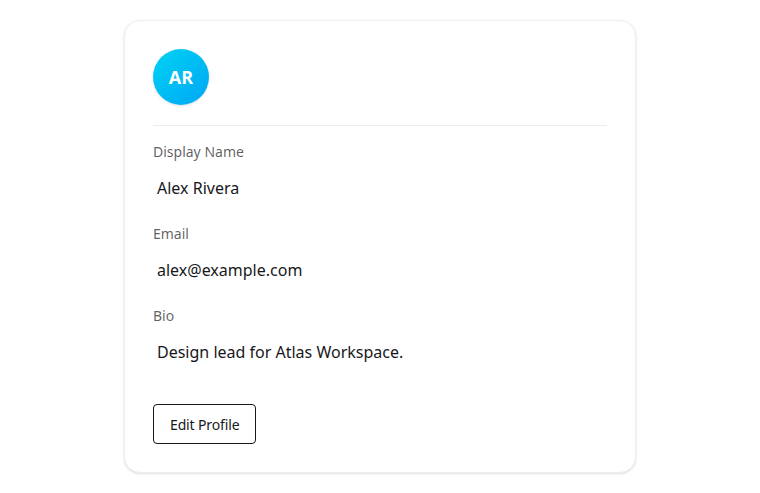 AR
Display Name
Alex Rivera
Email
alex@example.com
Bio
Design lead for Atlas Workspace.
Edit Profile